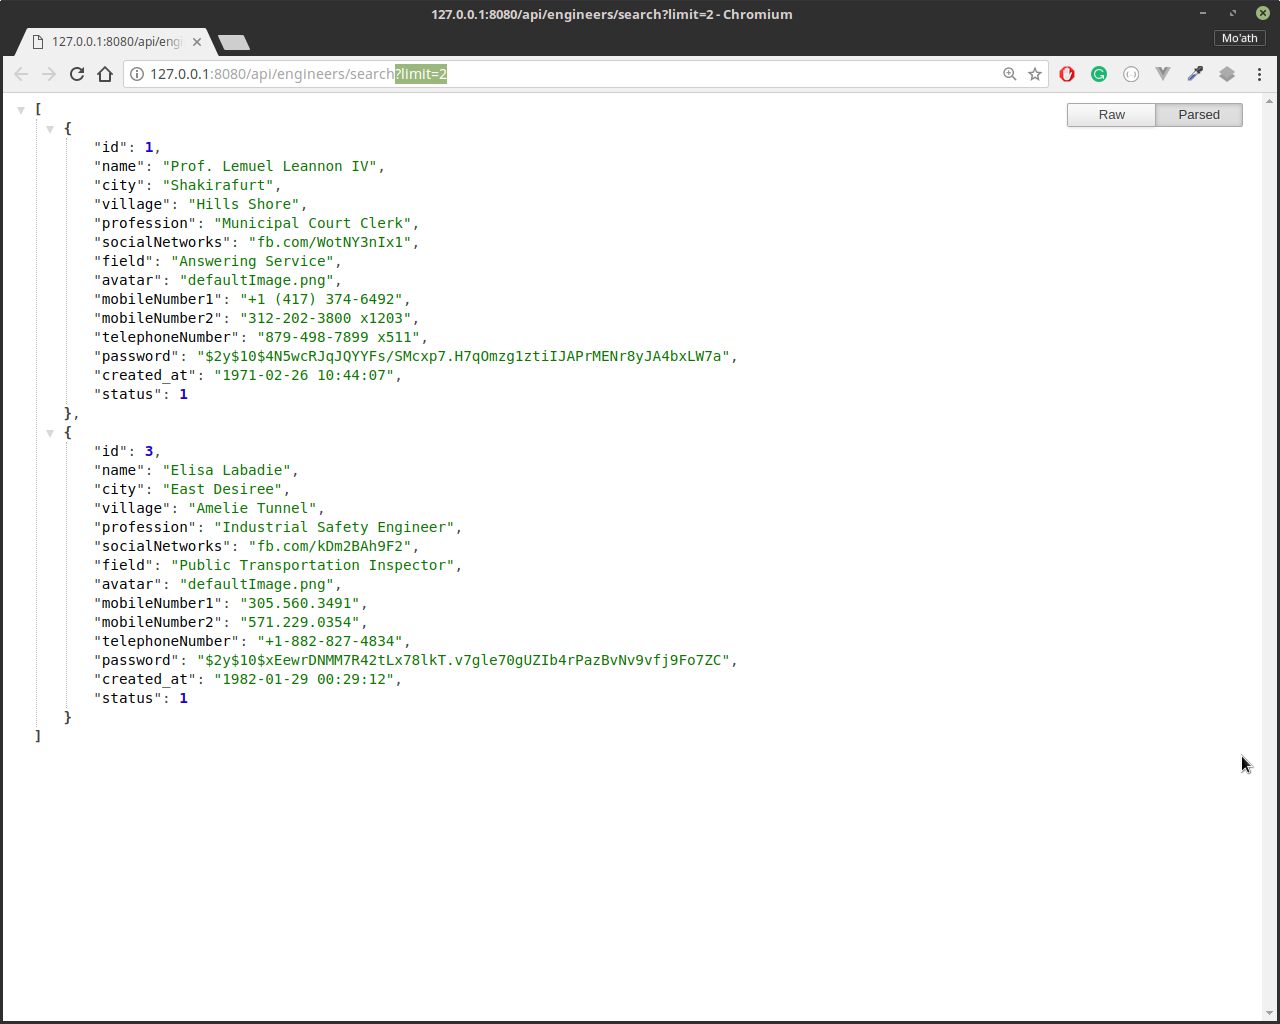 127.0.0.1:8080/api/engineers/search?limit=2 - Chromium
127.0.0.1:8080/api/eng
Mo'ath
127.0.0.1:8080/api/engineers/search?limit=2
Raw
Parsed
[
{
"id": 1,
"name": "Prof. Lemuel Leannon IV",
"city": "Shakirafurt",
"village": "Hills Shore",
"profession": "Municipal Court Clerk",
"socialNetworks": "fb.com/WotNY3nIx1",
"field": "Answering Service",
"avatar": "defaultImage.png",
"mobileNumber1": "+1 (417) 374-6492",
"mobileNumber2": "312-202-3800 x1203",
"telephoneNumber": "879-498-7899 x511",
"password": "$2y$10$4N5wcRJqJQYYFs/SMcxp7.H7qOmzg1ztiIJAPrMENr8yJA4bxLW7a",
"created_at": "1971-02-26 10:44:07",
"status": 1
},
{
"id": 3,
"name": "Elisa Labadie",
"city": "East Desiree",
"village": "Amelie Tunnel",
"profession": "Industrial Safety Engineer",
"socialNetworks": "fb.com/kDm2BAh9F2",
"field": "Public Transportation Inspector",
"avatar": "defaultImage.png",
"mobileNumber1": "305.560.3491",
"mobileNumber2": "571.229.0354",
"telephoneNumber": "+1-882-827-4834",
"password": "$2y$10$xEewrDNMM7R42tLx78lkT.v7gle70gUZIb4rPazBvNv9vfj9Fo7ZC",
"created_at": "1982-01-29 00:29:12",
"status": 1
}
]